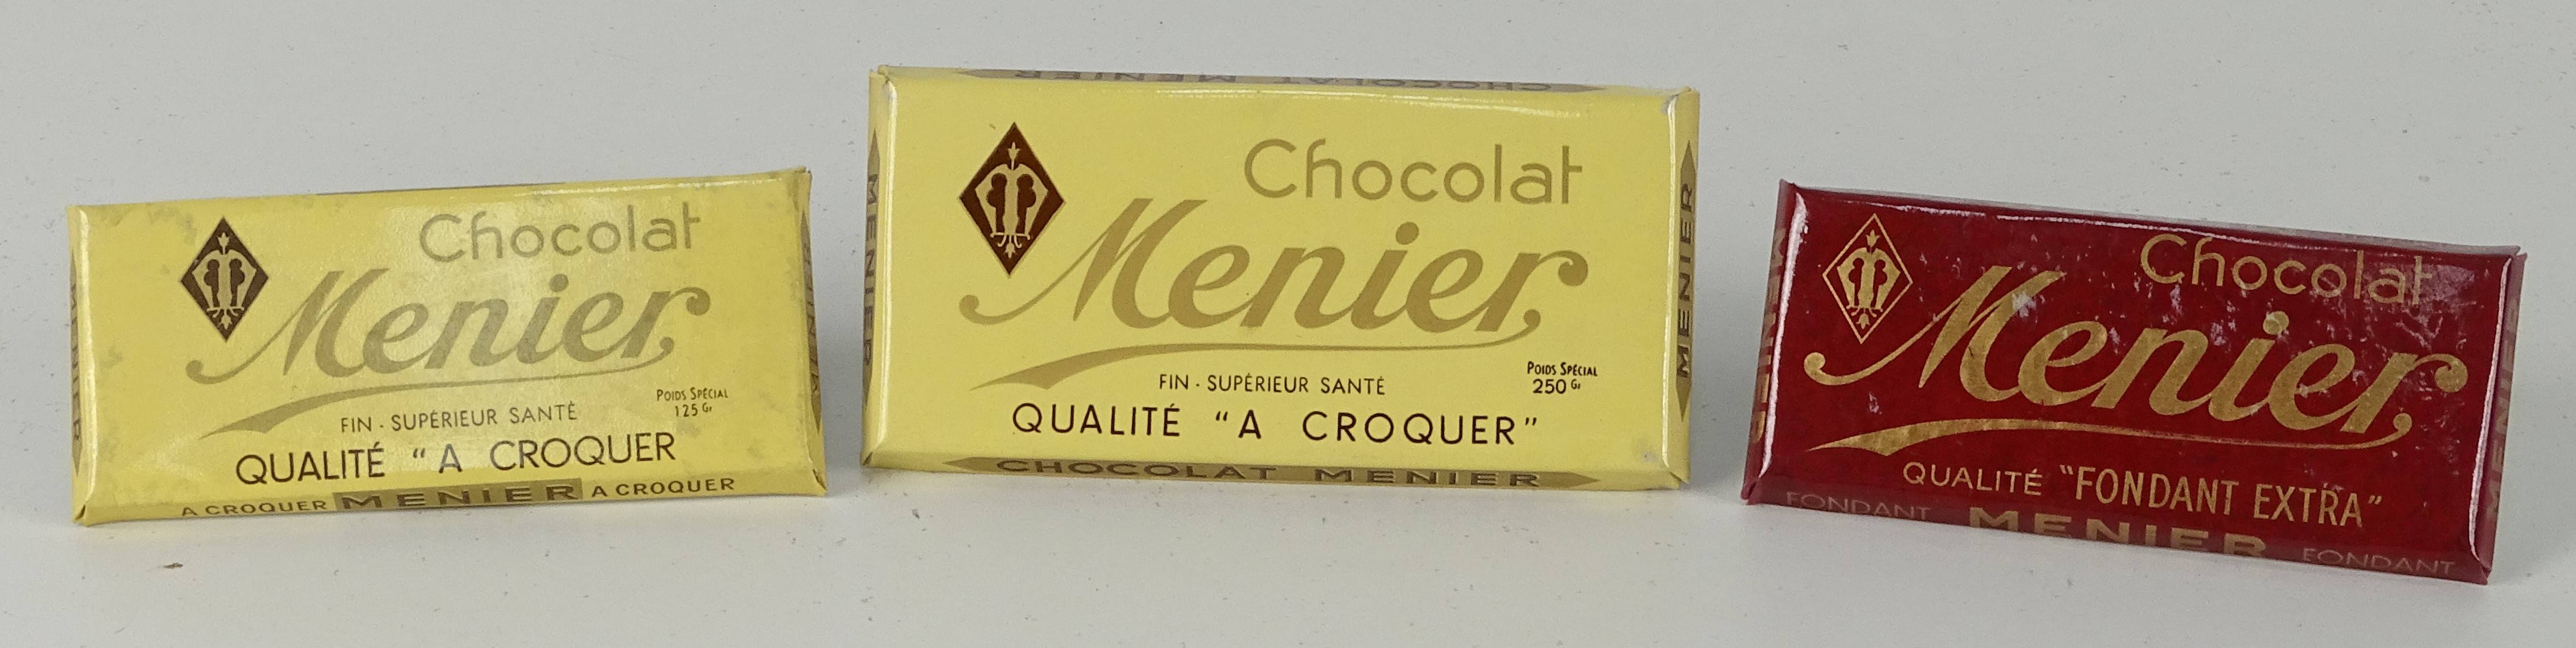 Chocolat
Menier
POIDS SPÉCIAL
125 Gr
FIN - SUPÉRIEUR SANTÉ
QUALITÉ “A CROQUER
A CROQUER MENIER A CROQUER
CHOCOLAT MENIER
MENIER
Chocolat
Menier
MENIER
POIDS SPÉCIAL
250 Gr
FIN - SUPÉRIEUR SANTÉ
QUALITÉ “A CROQUER”
CHOCOLAT MENIER
Chocolat
Menier
QUALITÉ “FONDANT EXTRA”
FONDANT MENIER FONDANT